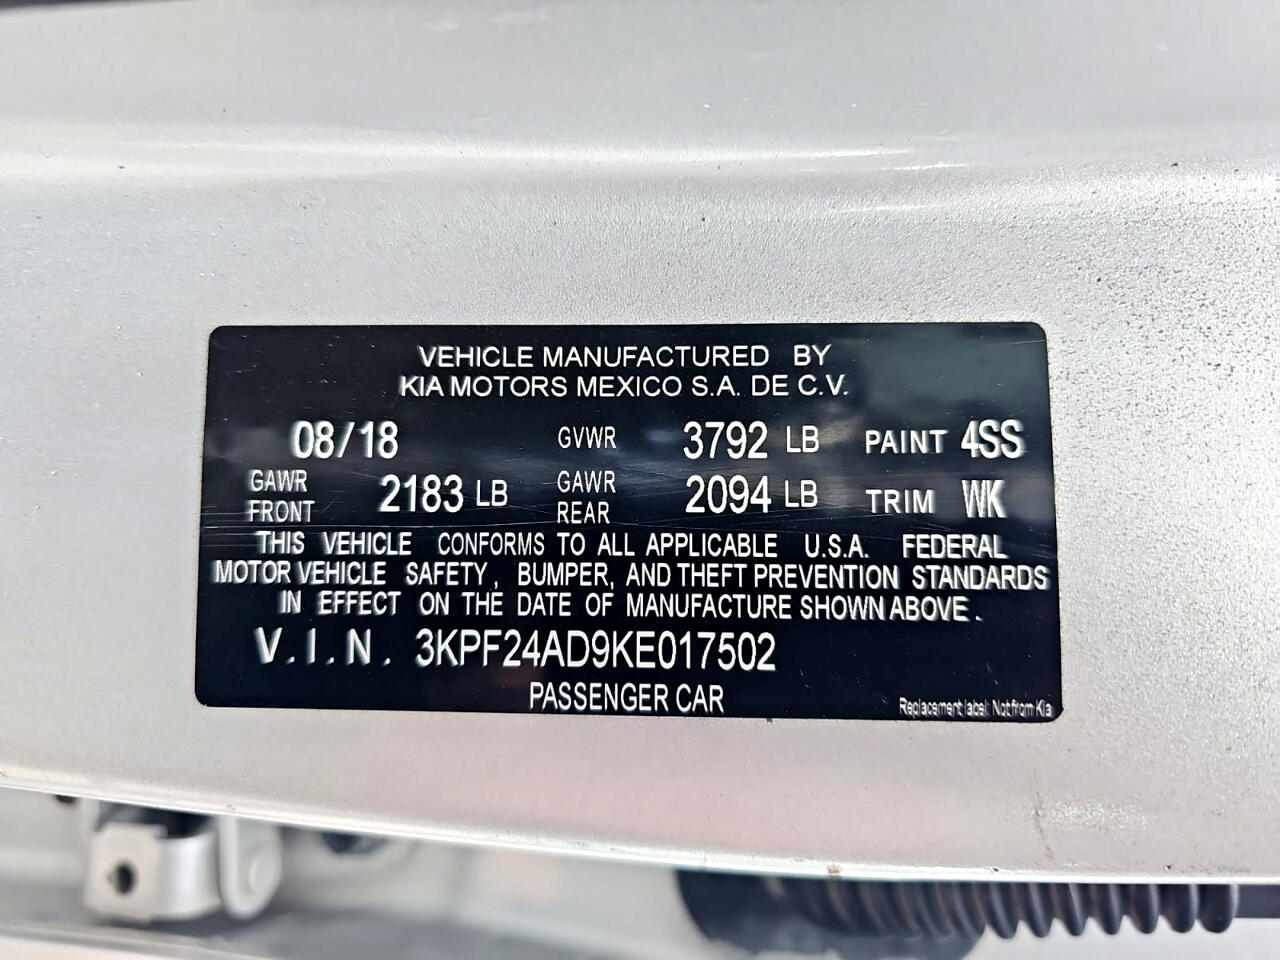 VEHICLE MANUFACTURED BY
KIA MOTORS MEXICO S.A. DE C.V.
08/18 GVWR 3792 LB PAINT 4SS
GAWR FRONT 2183 LB GAWR REAR 2094 LB TRIM WK
THIS VEHICLE CONFORMS TO ALL APPLICABLE U.S.A. FEDERAL
MOTOR VEHICLE SAFETY, BUMPER, AND THEFT PREVENTION STANDARDS
IN EFFECT ON THE DATE OF MANUFACTURE SHOWN ABOVE.
V.I.N. 3KPF24AD9KE017502
PASSENGER CAR
Replacement label: Not from Kia